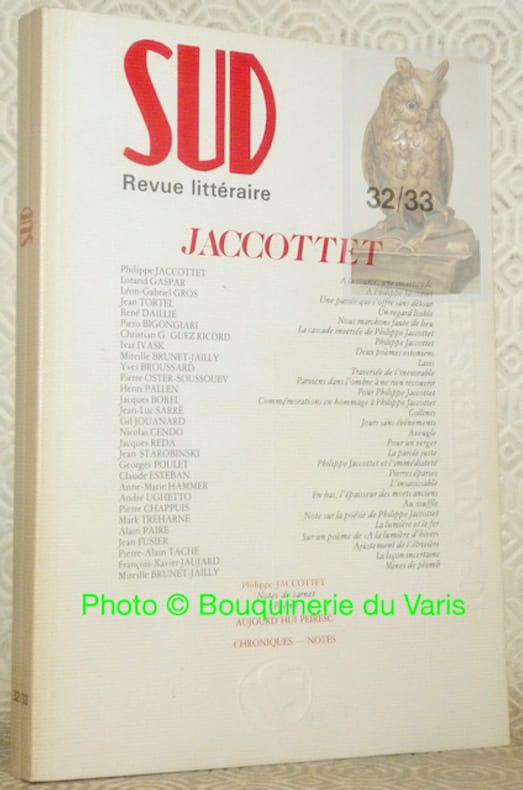 SUD
Revue littéraire
32/33
JACCOTTET
Philippe JACCOTTET
Lorand GASPAR
Léon-Gabriel GROS
Jean TORTEL
René DAILLIE
Piero BIGONGIARI
Christian G. GUEZ RICORD
Ivar IVASK
Mireille BRUNET-JAILLY
Yves BROUSSARD
Pierre OSTER-SOUSSOUEV
Henri PALLEN
Jacques BOREL
Jean-Luc SARRÉ
Gil JOUANARD
Nicolas CENDO
Jacques REDA
Jean STAROBINSKI
Georges POULET
Claude ESTEBAN
Anne-Marie HAMMER
André UGHETTO
Pierre CHAPPUIS
Mark TREHARNE
Alain PAIRE
Jean FUSIER
Pierre-Alain TACHE
François-Xavier JAUJARD
Mireille BRUNET-JAILLY
A Philippe Jaccottet
Une parole qui s'offre sans détour
Un regard lisible
Nous marchons faute de lieu
La cascade inversée de Philippe Jaccottet
Philippe Jaccottet
Deux poèmes estoniens
Lavis
Traversée de l'inexorable
Parviens dans l'ombre à ne rien recouvrer
Pour Philippe Jaccottet
Commémorations en hommage à Philippe Jaccottet
Collines
Jours sans événements
Aveugle
Pour un verger
La parole juste
Philippe Jaccottet et l'immédiateté
Pierres éparses
L'insaisissable
En bas, l'épaisseur des morts anciens
Au souffle
Note sur la poésie de Philippe Jaccottet
La lumière et le fer
Sur un poème de «A la lumière d'hiver»
Ajustement de l'étrivière
La leçon incertaine
Mines de plomb
Philippe JACCOTTET
Notes de carnet
AUJOURD'HUI PEIRESC
CHRONIQUES — NOTES
Photo © Bouquinerie du Varis
SUD
32/33